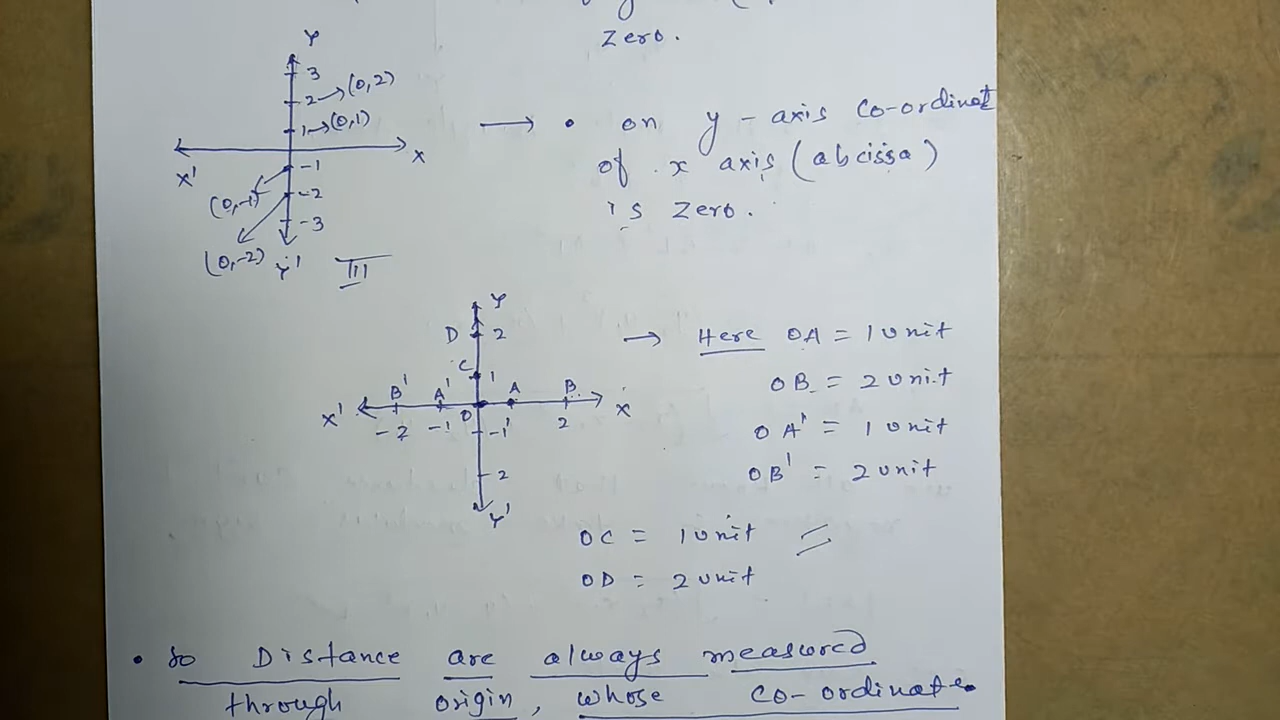 zero.
Y
3
2 → (0,2)
1 → (0,1)
X' X
-1
(0,-1) -2
-3
(0,-2) Y' III
→ • on y-axis co-ordinat
of x axis (abcissa)
is zero.
Y
D 2
C 1
B' A' O A B
X' X
-2 -1 2
-1'
2
Y'
→ Here OA = 1 Unit
OB = 2 Unit
OA' = 1 Unit
OB' = 2 unit
OC = 1 Unit
OD = 2 unit
• so Distance are always measured
through origin, whose co-ordinate